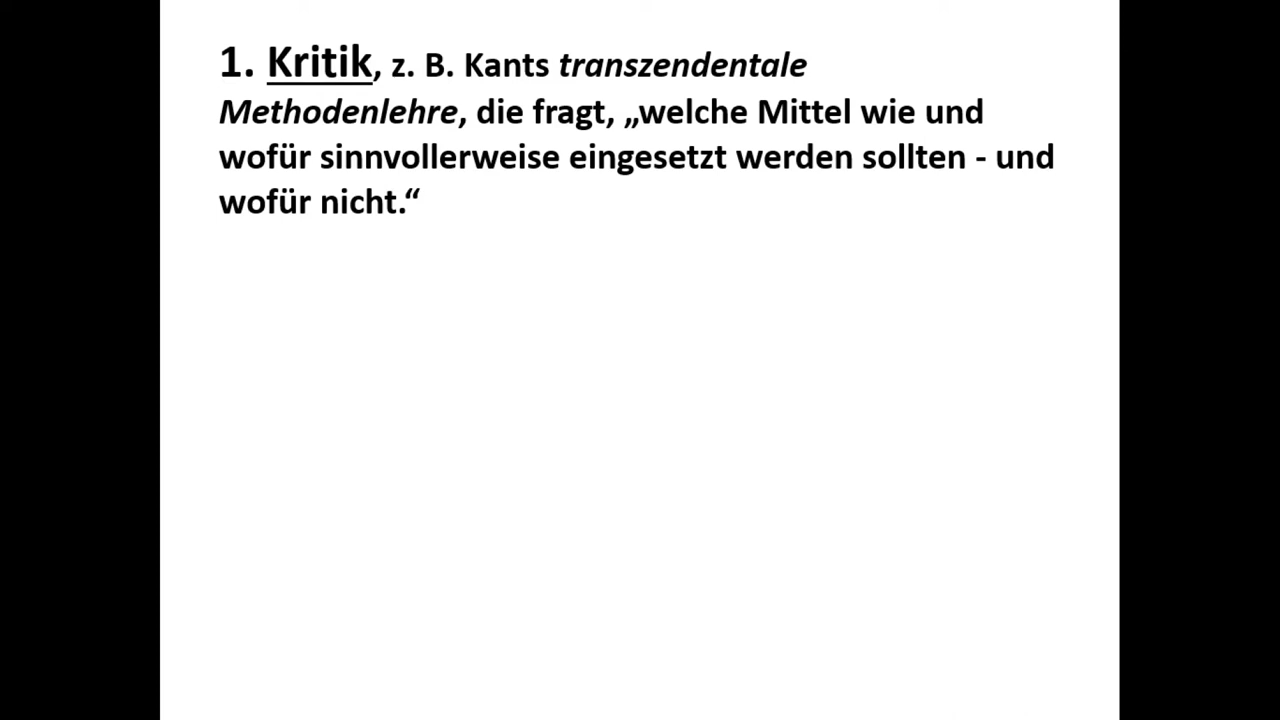 1. Kritik, z. B. Kants transzendentale
Methodenlehre, die fragt, „welche Mittel wie und
wofür sinnvollerweise eingesetzt werden sollten - und
wofür nicht.“